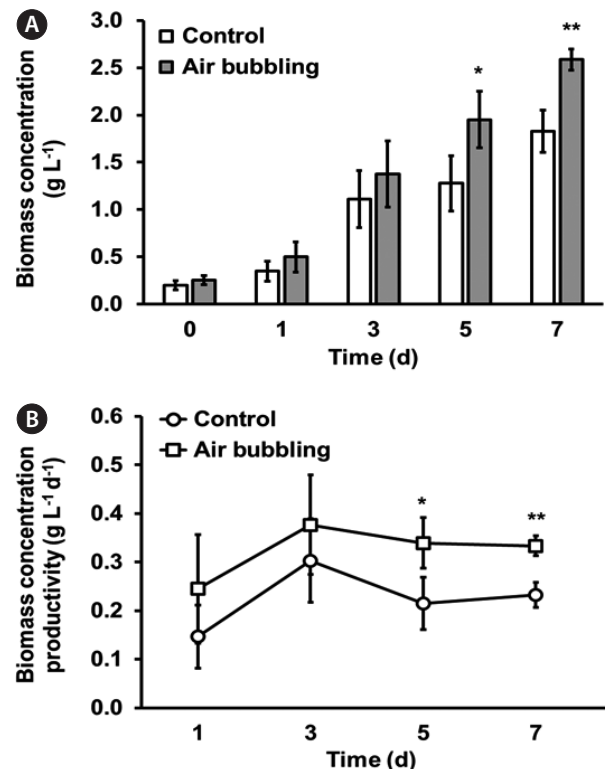 A
Control
Air bubbling
Biomass concentration
(g L-1)
3.0
2.5
2.0
1.5
1.0
0.5
0.0
*
**
0 1 3 5 7
Time (d)
B
Control
Air bubbling
Biomass concentration
productivity (g L-1 d-1)
0.6
0.5
0.4
0.3
0.2
0.1
0.0
*
**
1 3 5 7
Time (d)